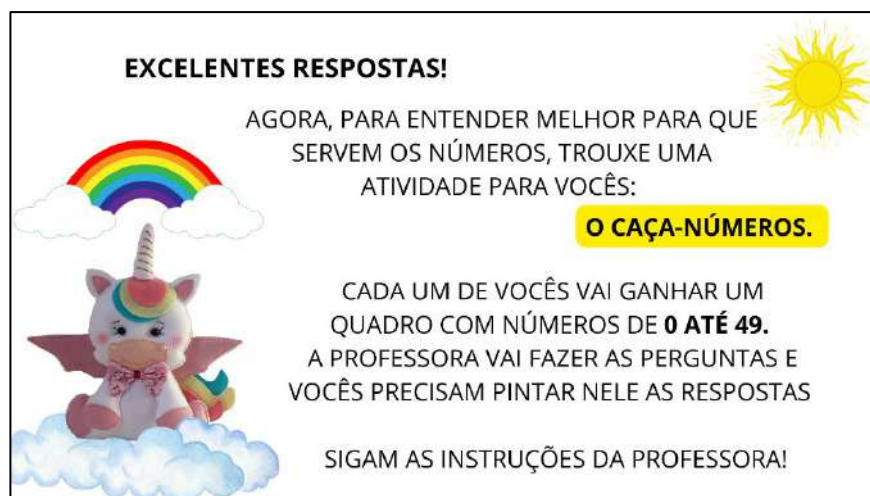 EXCELENTES RESPOSTAS!
AGORA, PARA ENTENDER MELHOR PARA QUE
SERVEM OS NÚMEROS, TROUXE UMA
ATIVIDADE PARA VOCÊS:
O CAÇA-NÚMEROS.
CADA UM DE VOCÊS VAI GANHAR UM
QUADRO COM NÚMEROS DE 0 ATÉ 49.
A PROFESSORA VAI FAZER AS PERGUNTAS E
VOCÊS PRECISAM PINTAR NELE AS RESPOSTAS
SIGAM AS INSTRUÇÕES DA PROFESSORA!